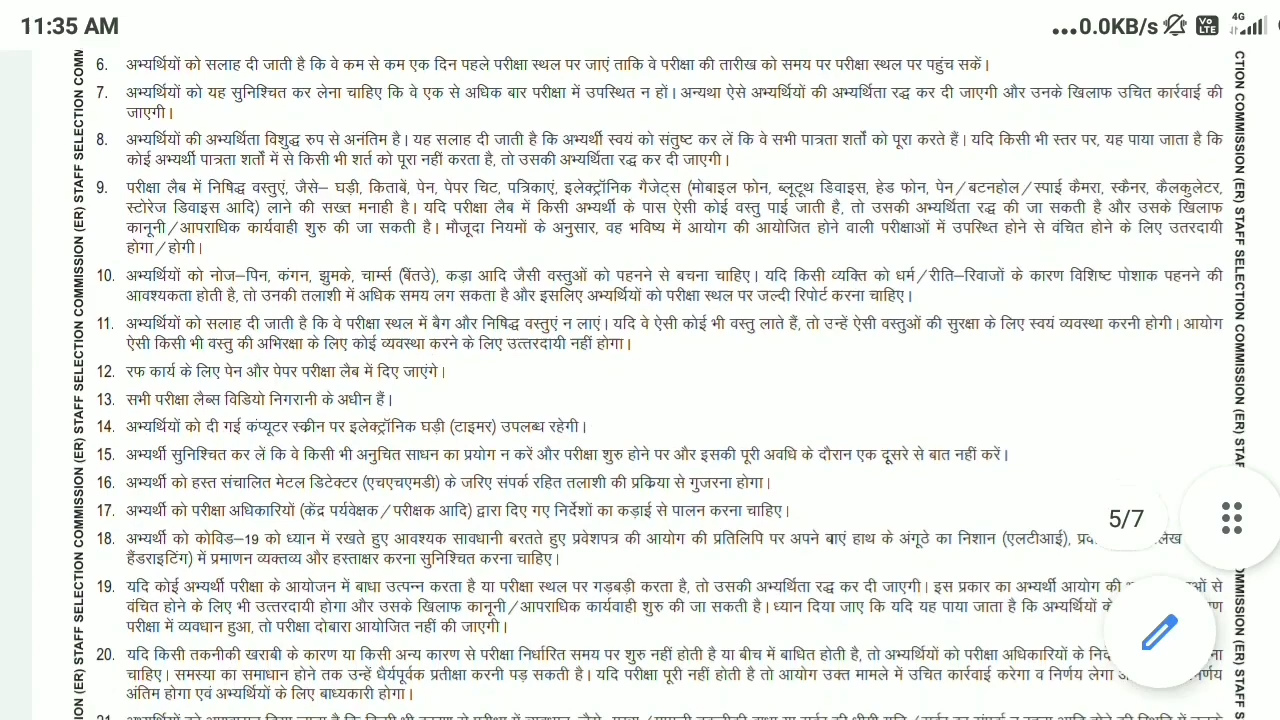 11:35 AM
...0.0KB/s Vo LTE 4G
6. अभ्यर्थियों को सलाह दी जाती है कि वे कम से कम एक दिन पहले परीक्षा स्थल पर जाएं ताकि वे परीक्षा की तारीख को समय पर परीक्षा स्थल पर पहुंच सकें।
7. अभ्यर्थियों को यह सुनिश्चित कर लेना चाहिए कि वे एक से अधिक बार परीक्षा में उपस्थित न हों। अन्यथा ऐसे अभ्यर्थियों की अभ्यर्थिता रद्ध कर दी जाएगी और उनके खिलाफ उचित कार्रवाई की
जाएगी।
8. अभ्यर्थियों की अभ्यर्थिता विशुद्ध रुप से अनंतिम है। यह सलाह दी जाती है कि अभ्यर्थी स्वयं को संतुष्ट कर लें कि वे सभी पात्रता शर्तो को पूरा करते हैं। यदि किसी भी स्तर पर, यह पाया जाता है कि
कोई अभ्यर्थी पात्रता शर्तों में से किसी भी शर्त को पूरा नहीं करता है, तो उसकी अभ्यर्थिता रद्ध कर दी जाएगी।
9. परीक्षा लैब में निषिद्ध वस्तुएं, जैसे– घड़ी, किताबें, पेन, पेपर चिट, पत्रिकाएं, इलेक्ट्रॉनिक गैजेट्स (मोबाइल फोन, ब्लूटूथ डिवाइस, हेड फोन, पेन/बटनहोल/स्पाई कैमरा, स्कैनर, कैलकुलेटर,
स्टोरेज डिवाइस आदि) लाने की सख्त मनाही है। यदि परीक्षा लैब में किसी अभ्यर्थी के पास ऐसी कोई वस्तु पाई जाती है, तो उसकी अभ्यर्थिता रद्ध की जा सकती है और उसके खिलाफ
कानूनी/आपराधिक कार्यवाही शुरु की जा सकती है। मौजूदा नियमों के अनुसार, वह भविष्य में आयोग की आयोजित होने वाली परीक्षाओं में उपस्थित होने से वंचित होने के लिए उतरदायी
होगा/होगी।
10. अभ्यर्थियों को नोज–पिन, कंगन, झुमके, चार्म्स (बेंतउे), कड़ा आदि जैसी वस्तुओं को पहनने से बचना चाहिए। यदि किसी व्यक्ति को धर्म/रीति–रिवाजों के कारण विशिष्ट पोशाक पहनने की
आवश्यकता होती है, तो उनकी तलाशी में अधिक समय लग सकता है और इसलिए अभ्यर्थियों को परीक्षा स्थल पर जल्दी रिपोर्ट करना चाहिए।
11. अभ्यर्थियों को सलाह दी जाती है कि वे परीक्षा स्थल में बैग और निषिद्ध वस्तुएं न लाएं। यदि वे ऐसी कोई भी वस्तु लाते हैं, तो उन्हें ऐसी वस्तुओं की सुरक्षा के लिए स्वयं व्यवस्था करनी होगी। आयोग
ऐसी किसी भी वस्तु की अभिरक्षा के लिए कोई व्यवस्था करने के लिए उत्तरदायी नहीं होगा।
12. रफ कार्य के लिए पेन और पेपर परीक्षा लैब में दिए जाएंगे।
13. सभी परीक्षा लैब्स विडियो निगरानी के अधीन हैं।
14. अभ्यर्थियों को दी गई कंप्यूटर स्क्रीन पर इलेक्ट्रॉनिक घड़ी (टाइमर) उपलब्ध रहेगी।
15. अभ्यर्थी सुनिश्चित कर लें कि वे किसी भी अनुचित साधन का प्रयोग न करें और परीक्षा शुरु होने पर और इसकी पूरी अवधि के दौरान एक दूसरे से बात नहीं करें।
16. अभ्यर्थी को हस्त संचालित मेटल डिटेक्टर (एचएचएमडी) के जरिए संपर्क रहित तलाशी की प्रक्रिया से गुजरना होगा।
17. अभ्यर्थी को परीक्षा अधिकारियों (केंद्र पर्यवेक्षक/परीक्षक आदि) द्वारा दिए गए निर्देशों का कड़ाई से पालन करना चाहिए।
5/7
18. अभ्यर्थी को कोविड–19 को ध्यान में रखते हुए आवश्यक सावधानी बरतते हुए प्रवेशपत्र की आयोग की प्रतिलिपि पर अपने बाएं हाथ के अंगूठे का निशान (एलटीआई),
हैंडराइटिंग) में प्रमाणन व्यक्तव्य और हस्ताक्षर करना सुनिश्चित करना चाहिए।
19. यदि कोई अभ्यर्थी परीक्षा के आयोजन में बाधा उत्पन्न करता है या परीक्षा स्थल पर गड़बड़ी करता है, तो उसकी अभ्यर्थिता रद्ध कर दी जाएगी। इस प्रकार का अभ्यर्थी आयोग की से
वंचित होने के लिए भी उत्तरदायी होगा और उसके खिलाफ कानूनी/आपराधिक कार्यवाही शुरु की जा सकती है। ध्यान दिया जाए कि यदि यह पाया जाता है कि अभ्यर्थियों के
परीक्षा में व्यवधान हुआ, तो परीक्षा दोबारा आयोजित नहीं की जाएगी।
20. यदि किसी तकनीकी खराबी के कारण या किसी अन्य कारण से परीक्षा निर्धारित समय पर शुरु नहीं होती है या बीच में बाधित होती है, तो अभ्यर्थियों को परीक्षा अधिकारियों के
चाहिए। समस्या का समाधान होने तक उन्हें धैर्यपूर्वक प्रतीक्षा करनी पड़ सकती है। यदि परीक्षा पूरी नहीं होती है तो आयोग उक्त मामले में उचित कार्रवाई करेगा व निर्णय लेगा
अंतिम होगा एवं अभ्यर्थियों के लिए बाध्यकारी होगा।
ION (ER) STAFF SELECTION COMMISSION (ER) STAFF SELECTION COMMISSION (ER) STAFF SELECTION COMM
CTION COMMISSION (ER) STAFF SELECTION COMMISSION (ER) STAF
MMISSION (ER) STAFF S